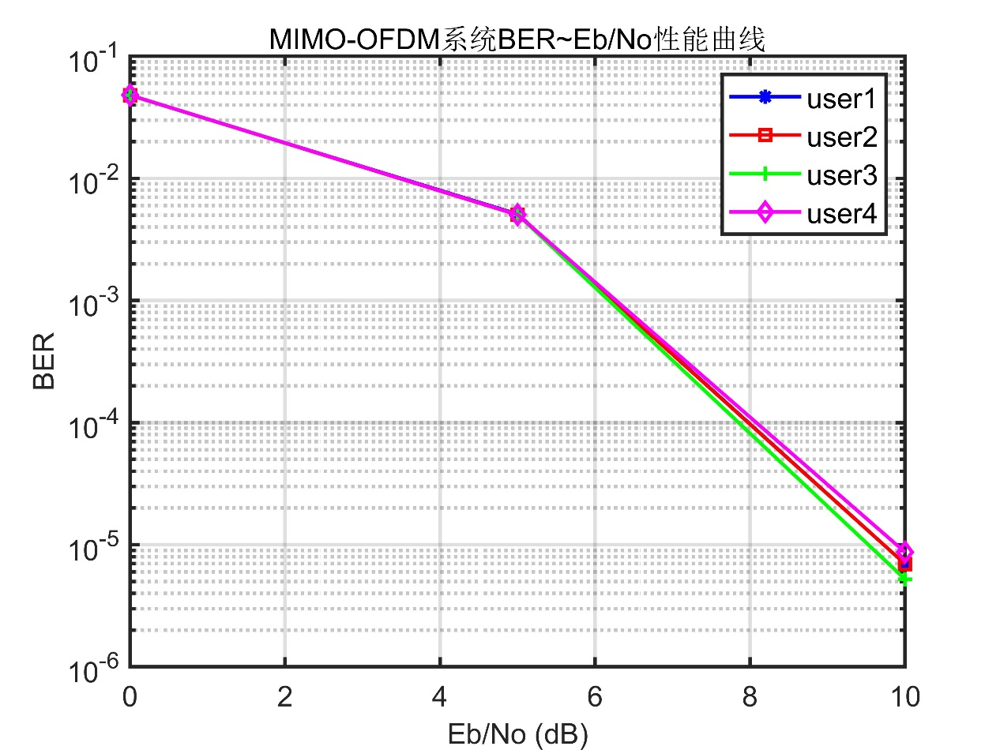 MIMO-OFDM系统BER~Eb/No性能曲线
10^-1
10^-2
10^-3
10^-4
10^-5
10^-6
BER
user1
user2
user3
user4
0 2 4 6 8 10
Eb/No (dB)